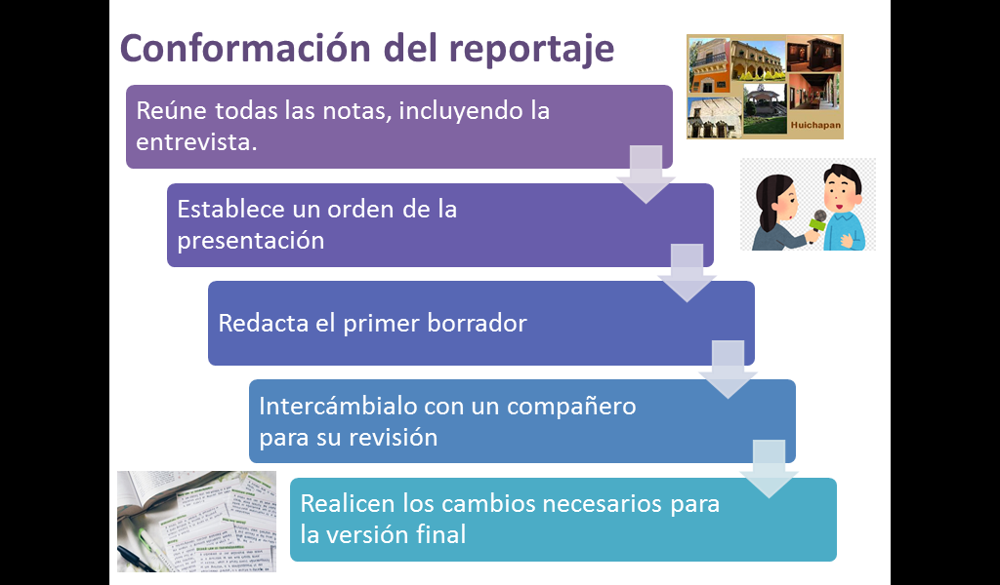 Conformación del reportaje
Reúne todas las notas, incluyendo la
entrevista.
Huichapan
Establece un orden de la
presentación
Redacta el primer borrador
Intercámbialo con un compañero
para su revisión
Realicen los cambios necesarios para
la versión final